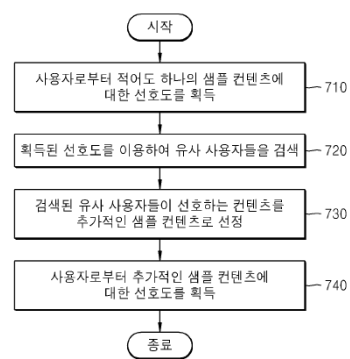 시작
사용자로부터 적어도 하나의 샘플 컨텐츠에
대한 선호도를 획득
710
획득된 선호도를 이용하여 유사 사용자들을 검색
720
검색된 유사 사용자들이 선호하는 컨텐츠를
추가적인 샘플 컨텐츠로 선정
730
사용자로부터 추가적인 샘플 컨텐츠에
대한 선호도를 획득
740
종료